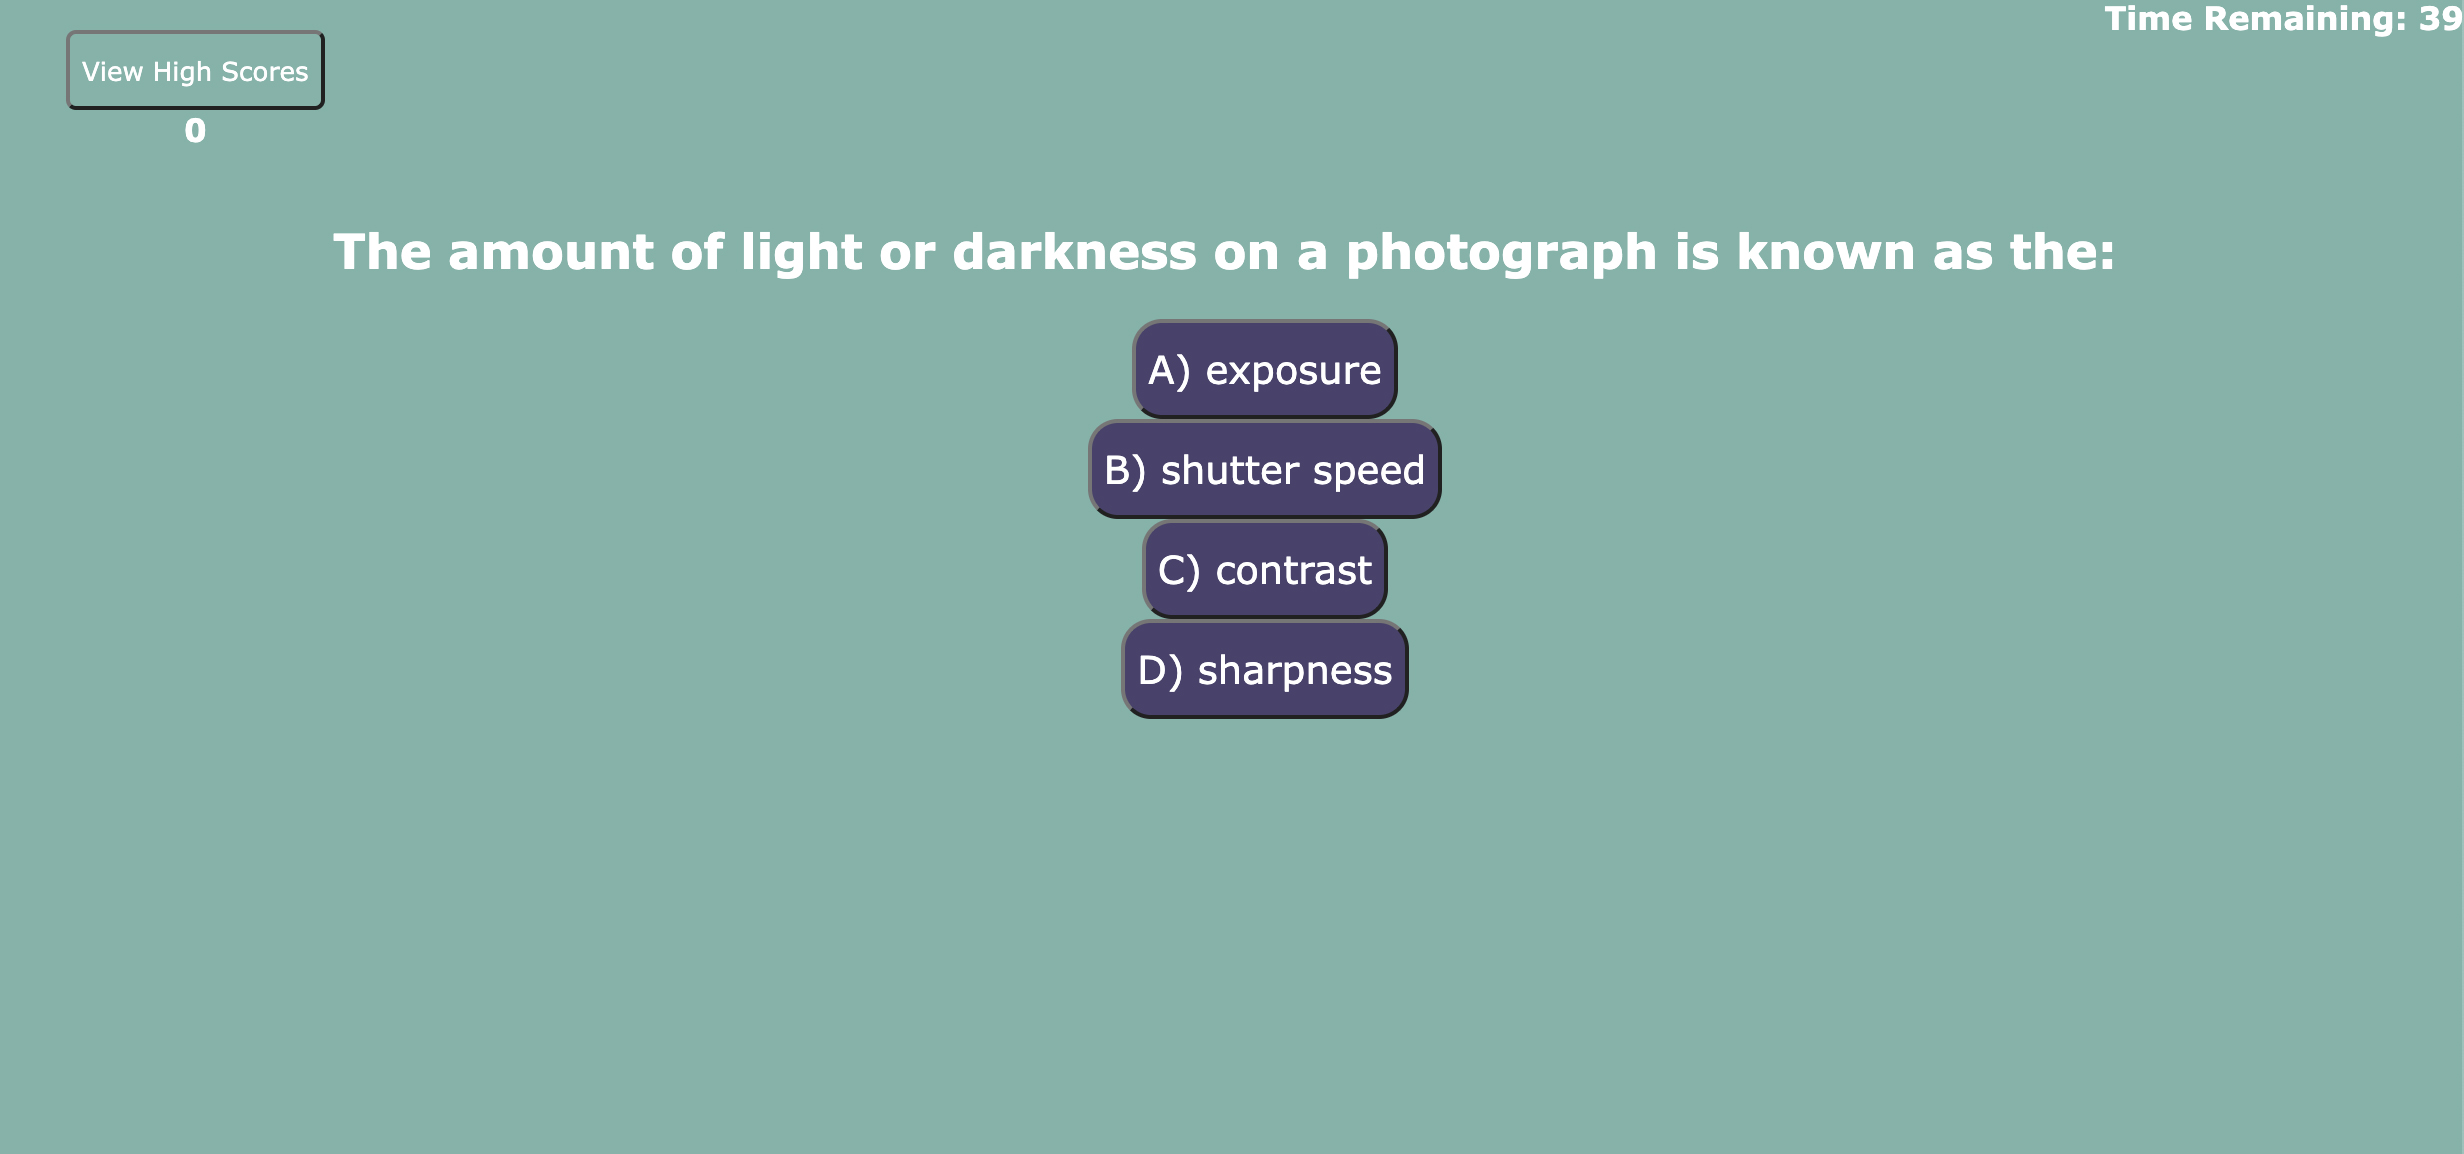 Time Remaining: 39
View High Scores
0
The amount of light or darkness on a photograph is known as the:
A) exposure
B) shutter speed
C) contrast
D) sharpness